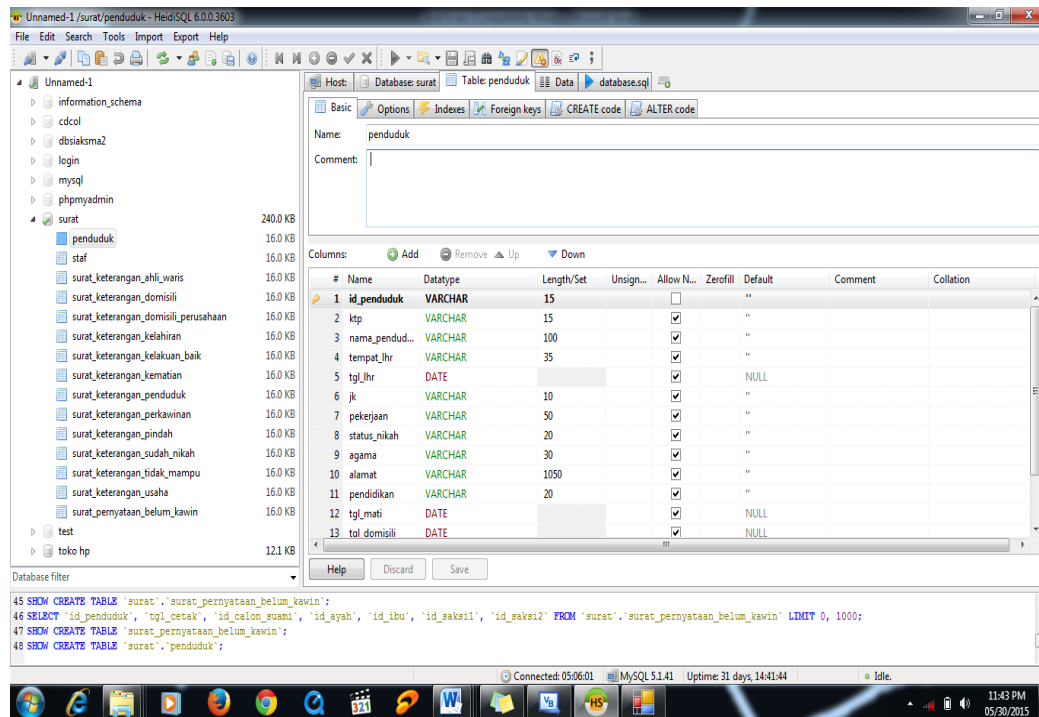 Unnamed-1 /surat/penduduk - HeidiSQL 6.0.0.3603
File Edit Search Tools Import Export Help
Unnamed-1
information_schema
cdcol
dbsiaksma2
login
mysql
phpmyadmin
surat 240.0 KB
penduduk 16.0 KB
staf 16.0 KB
surat_keterangan_ahli_waris 16.0 KB
surat_keterangan_domisili 16.0 KB
surat_keterangan_domisili_perusahaan 16.0 KB
surat_keterangan_kelahiran 16.0 KB
surat_keterangan_kelakuan_baik 16.0 KB
surat_keterangan_kematian 16.0 KB
surat_keterangan_penduduk 16.0 KB
surat_keterangan_perkawinan 16.0 KB
surat_keterangan_pindah 16.0 KB
surat_keterangan_sudah_nikah 16.0 KB
surat_keterangan_tidak_mampu 16.0 KB
surat_keterangan_usaha 16.0 KB
surat_pernyataan_belum_kawin 16.0 KB
test
toko hp 12.1 KB
Database filter
Host: Database: surat Table: penduduk Data database.sql
Basic Options Indexes Foreign keys CREATE code ALTER code
Name: penduduk
Comment:
Columns: Add Remove Up Down
# Name Datatype Length/Set Unsign... Allow N... Zerofill Default Comment Collation
1 id_penduduk VARCHAR 15 ''
2 ktp VARCHAR 15 ''
3 nama_pendud... VARCHAR 100 ''
4 tempat_lhr VARCHAR 35 ''
5 tgl_lhr DATE NULL
6 jk VARCHAR 10 ''
7 pekerjaan VARCHAR 50 ''
8 status_nikah VARCHAR 20 ''
9 agama VARCHAR 30 ''
10 alamat VARCHAR 1050 ''
11 pendidikan VARCHAR 20 ''
12 tgl_mati DATE NULL
13 tgl_domisili DATE NULL
Help Discard Save
45 SHOW CREATE TABLE `surat`.`surat_pernyataan_belum_kawin`;
46 SELECT `id_penduduk`, `tgl_cetak`, `id_calon_suami`, `id_ayah`, `id_ibu`, `id_saksi1`, `id_saksi2` FROM `surat`.`surat_pernyataan_belum_kawin` LIMIT 0, 1000;
47 SHOW CREATE TABLE `surat_pernyataan_belum_kawin`;
48 SHOW CREATE TABLE `surat`.`penduduk`;
Connected: 05:06:01 MySQL 5.1.41 Uptime: 31 days, 14:41:44 Idle.
321
W
VB
HS
11:43 PM
05/30/2015